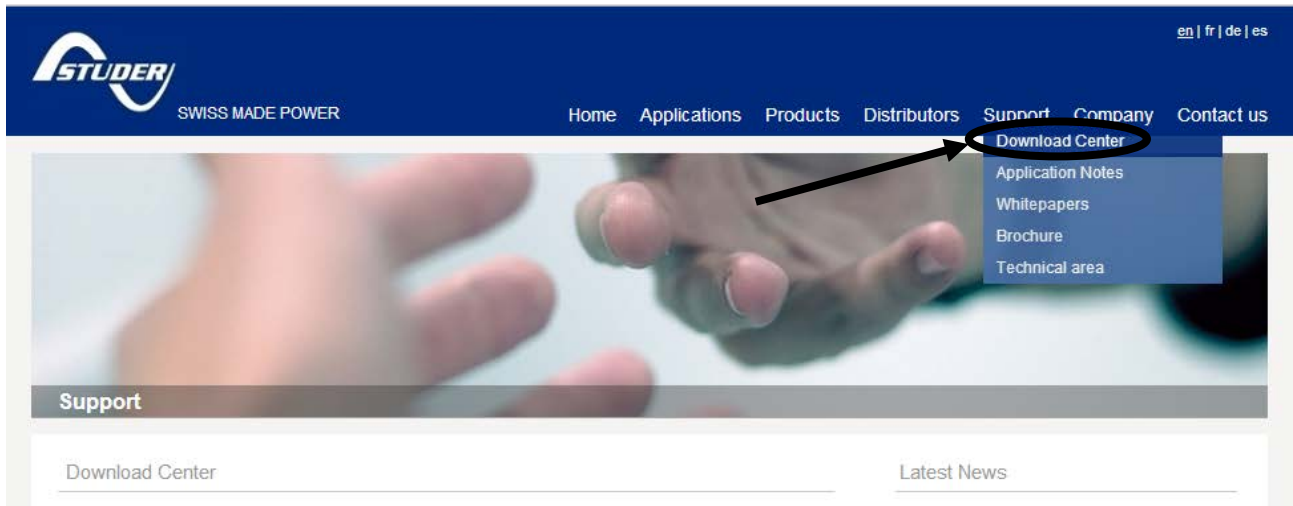 en | fr | de | es
STUDER
SWISS MADE POWER
Home Applications Products Distributors Support Company Contact us
Download Center
Application Notes
Whitepapers
Brochure
Technical area
Support
Download Center
Latest News